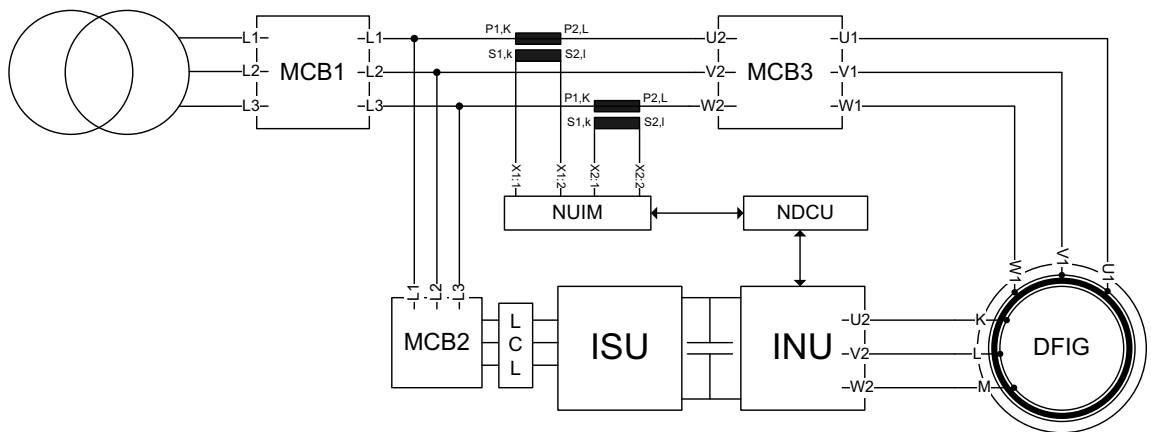 P1,K P2,L
L1 L1 U2 U1
S1,k S2,l
L2 MCB1 L2 V2 MCB3 V1
P1,K P2,L
L3 L3 W2 W1
S1,k S2,l
X1:1 X1:2 X2:1 X2:2
NUIM NDCU
W1 V1 U1
L1 L2 L3
MCB2
L
C
L
ISU
INU
U2 K
V2 L
W2 M
DFIG